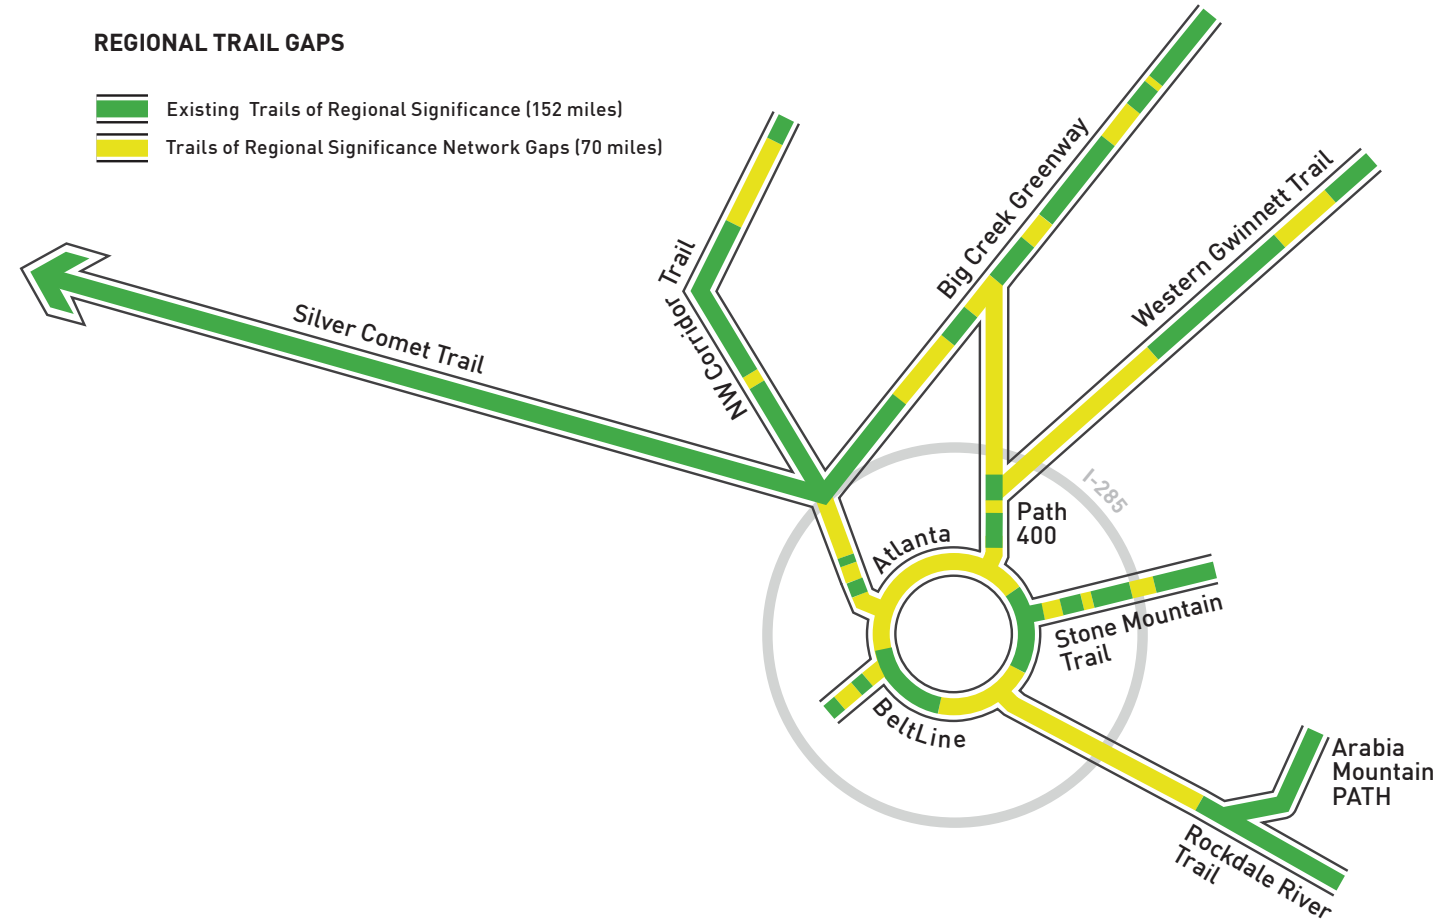 REGIONAL TRAIL GAPS
Existing Trails of Regional Significance (152 miles)
Trails of Regional Significance Network Gaps (70 miles)
Silver Comet Trail
NW Corridor Trail
Big Creek Greenway
Western Gwinnett Trail
I-285
Path
400
Atlanta
BeltLine
Stone Mountain
Trail
Arabia
Mountain
PATH
Rockdale River
Trail